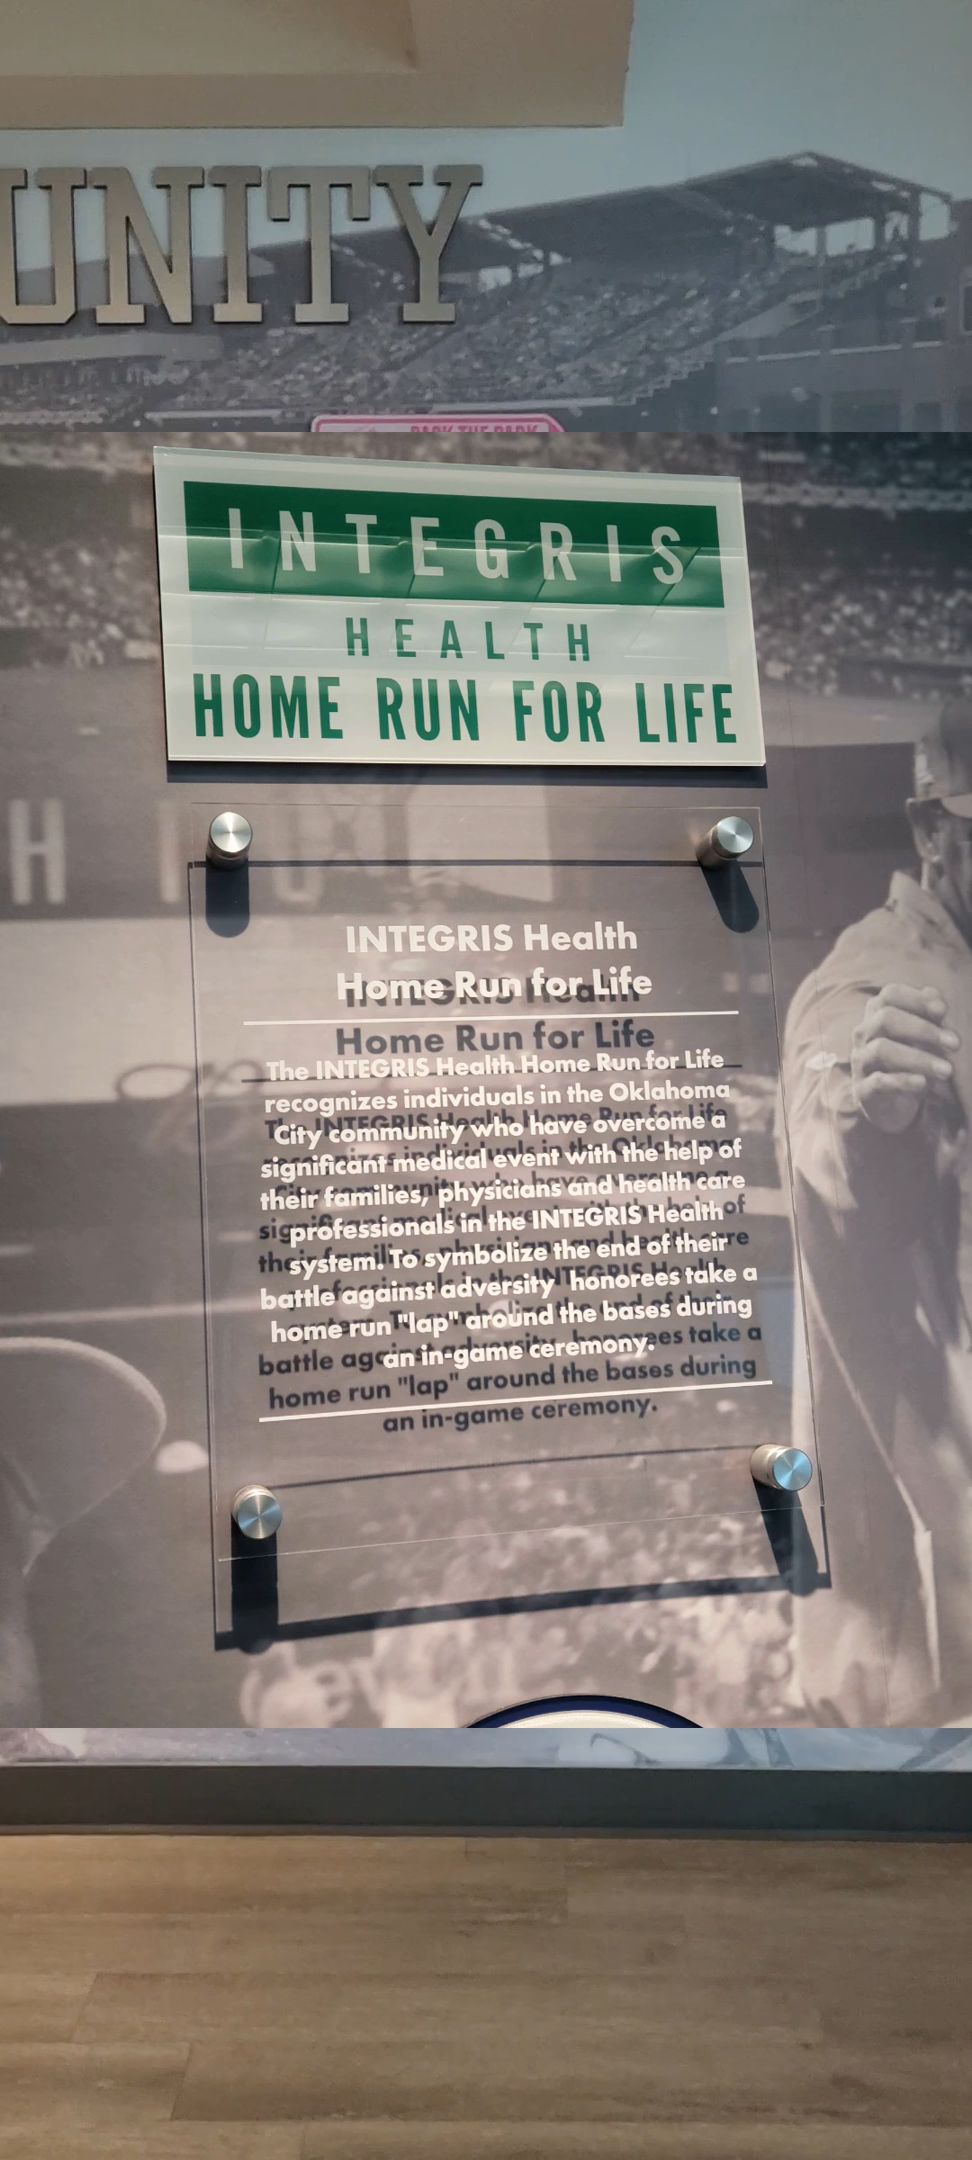 UNITY
PACK THE PARK
INTEGRIS
HEALTH
HOME RUN FOR LIFE
INTEGRIS Health
Home Run for Life
The INTEGRIS Health Home Run for Life
recognizes individuals in the Oklahoma
City community who have overcome a
significant medical event with the help of
their families, physicians and health care
professionals in the INTEGRIS Health
system. To symbolize the end of their
battle against adversity honorees take a
home run "lap" around the bases during
an in-game ceremony.